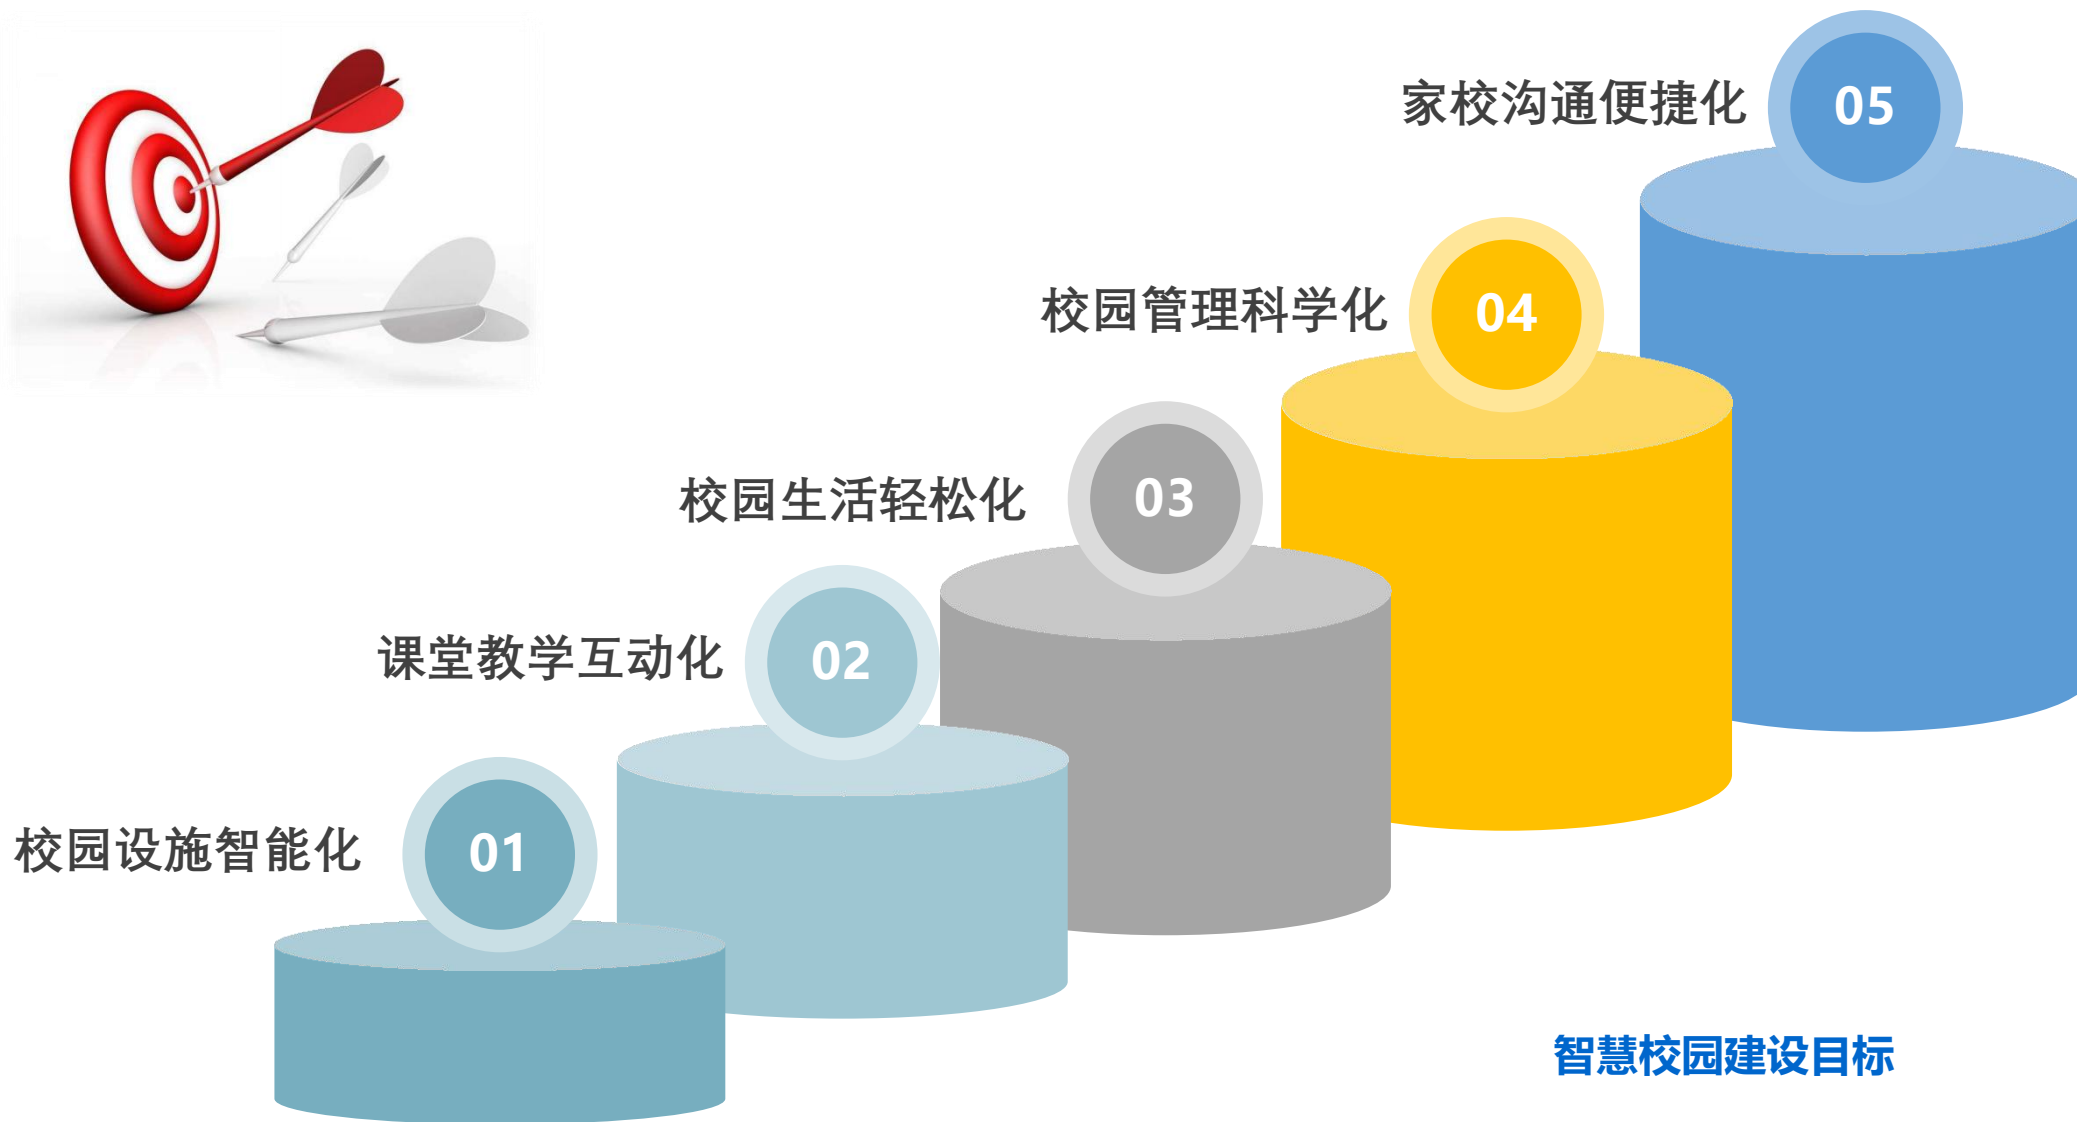 家校沟通便捷化
05
校园管理科学化
04
校园生活轻松化
03
课堂教学互动化
02
校园设施智能化
01
智慧校园建设目标